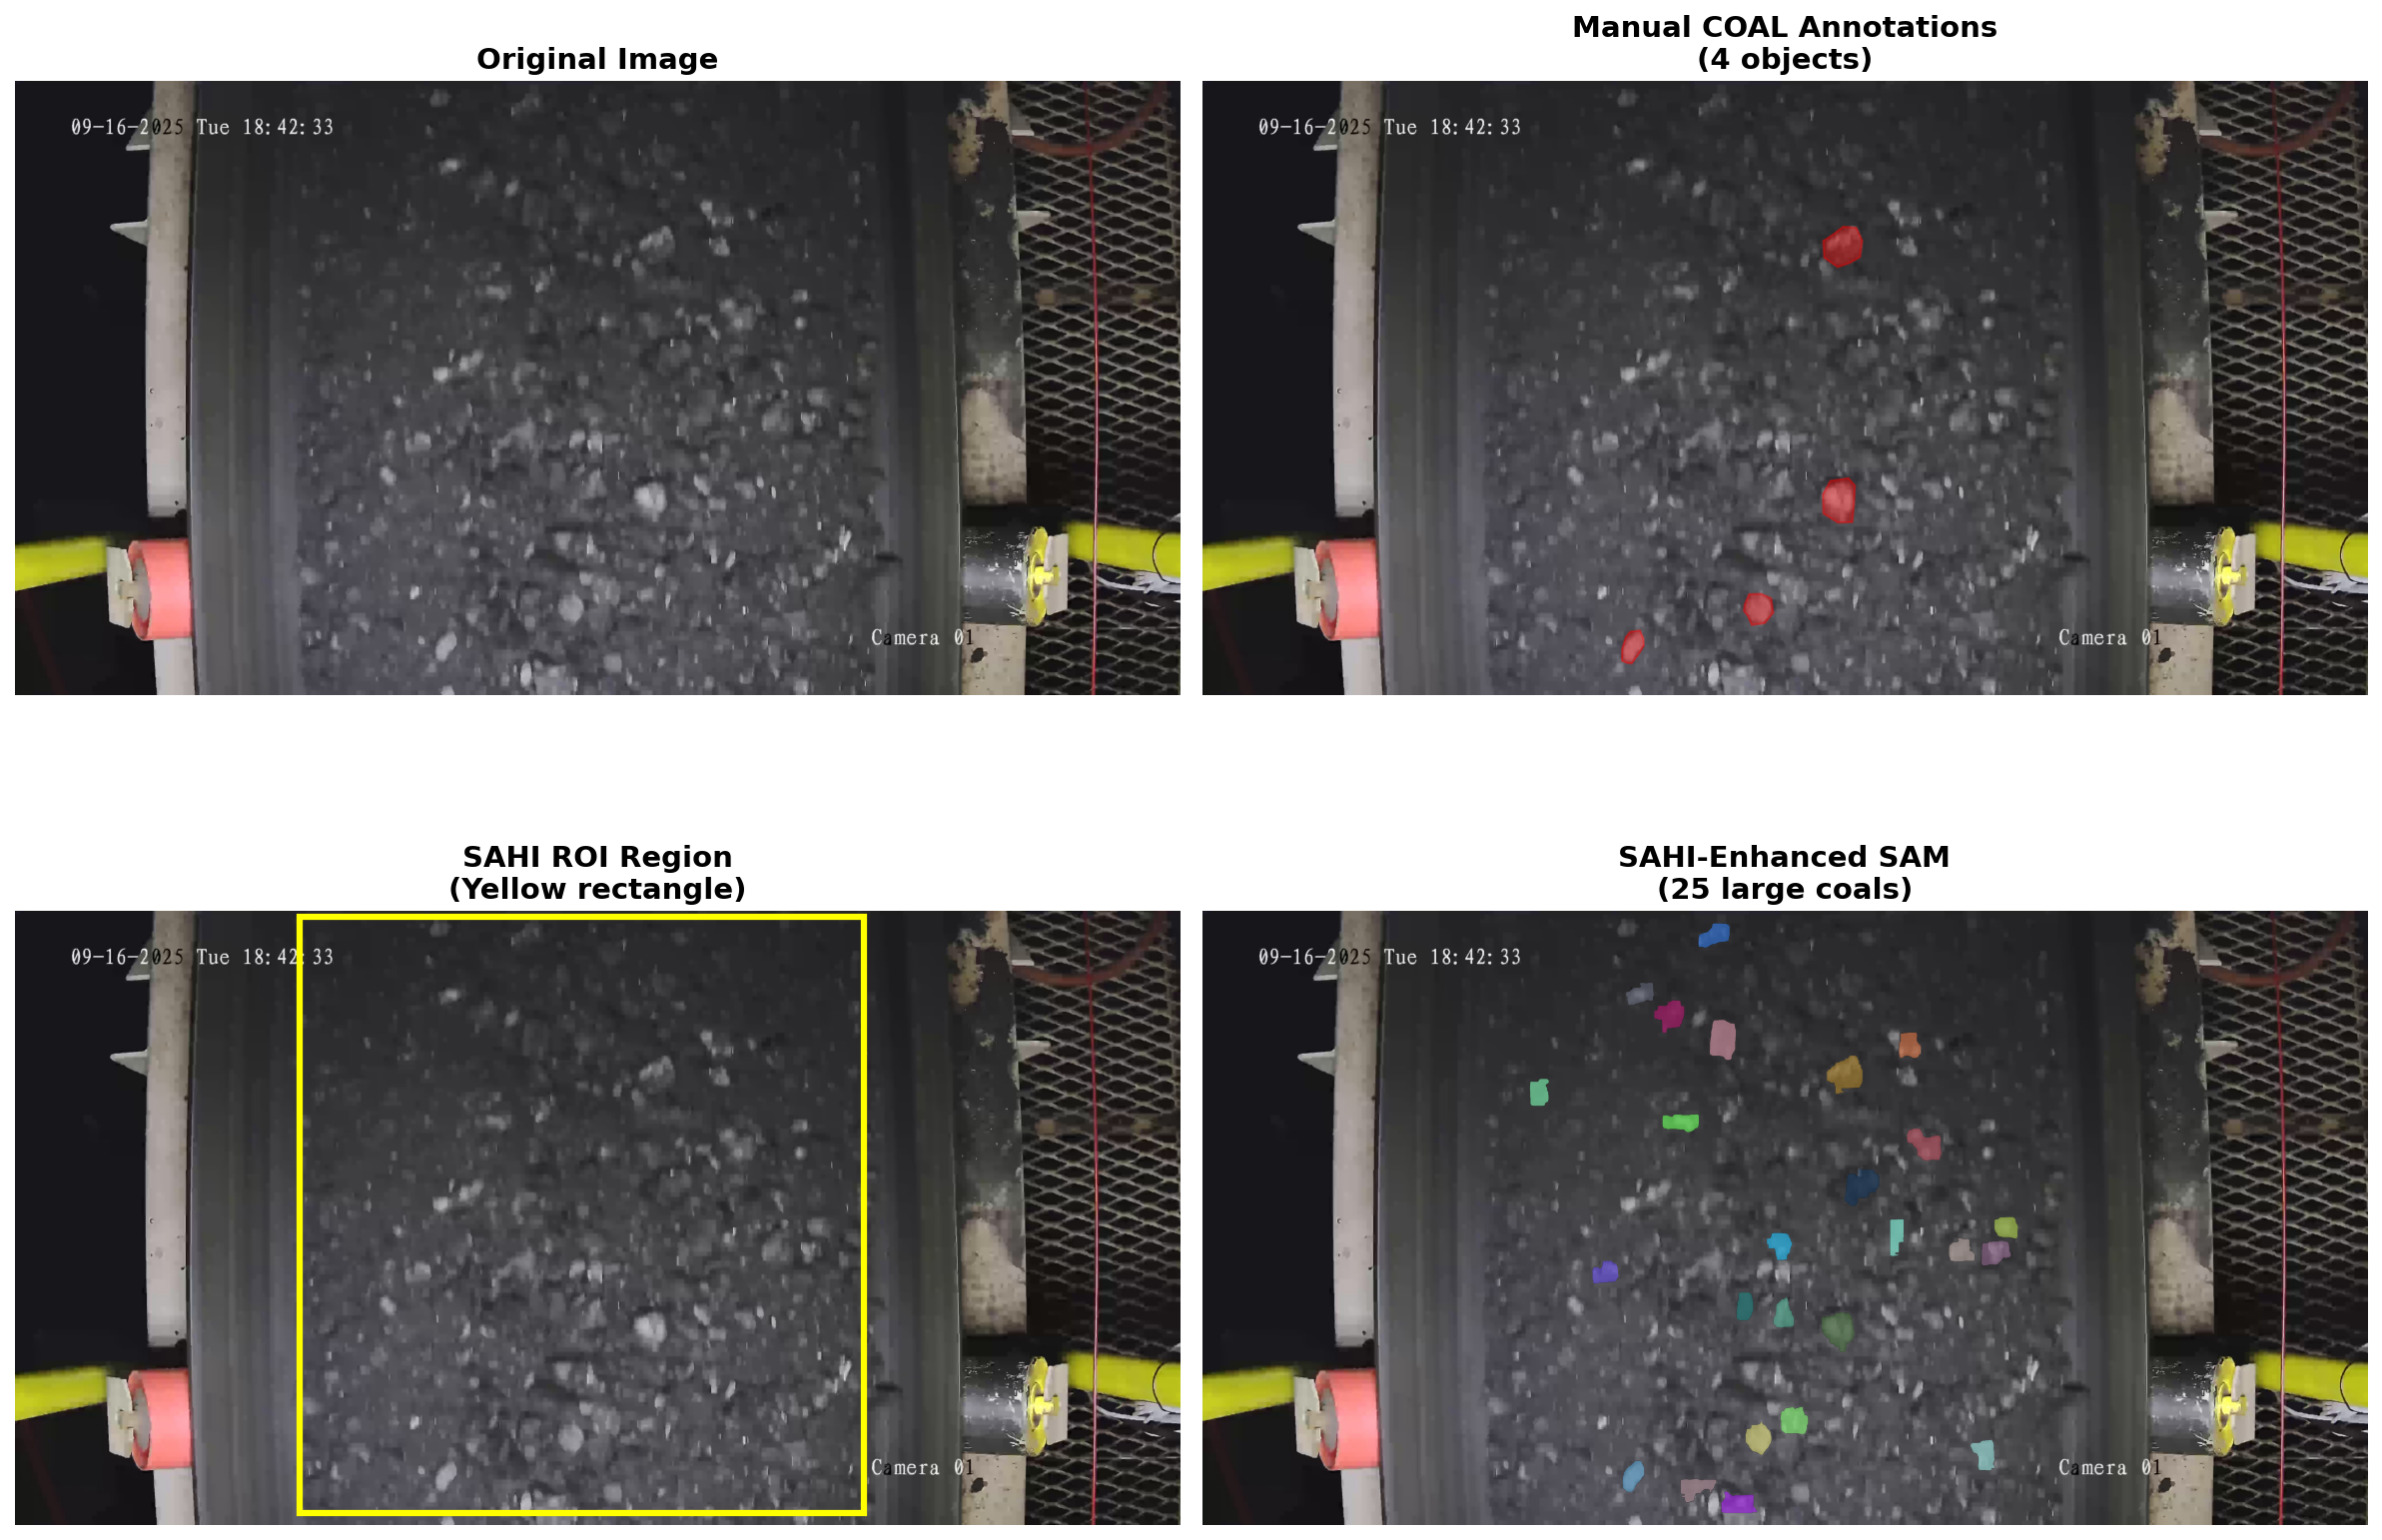 Original Image
Manual COAL Annotations
(4 objects)
09-16-2025 Tue 18:42:33
Camera 01
09-16-2025 Tue 18:42:33
Camera 01
SAHI ROI Region
(Yellow rectangle)
SAHI-Enhanced SAM
(25 large coals)
09-16-2025 Tue 18:42:33
Camera 01
09-16-2025 Tue 18:42:33
Camera 01